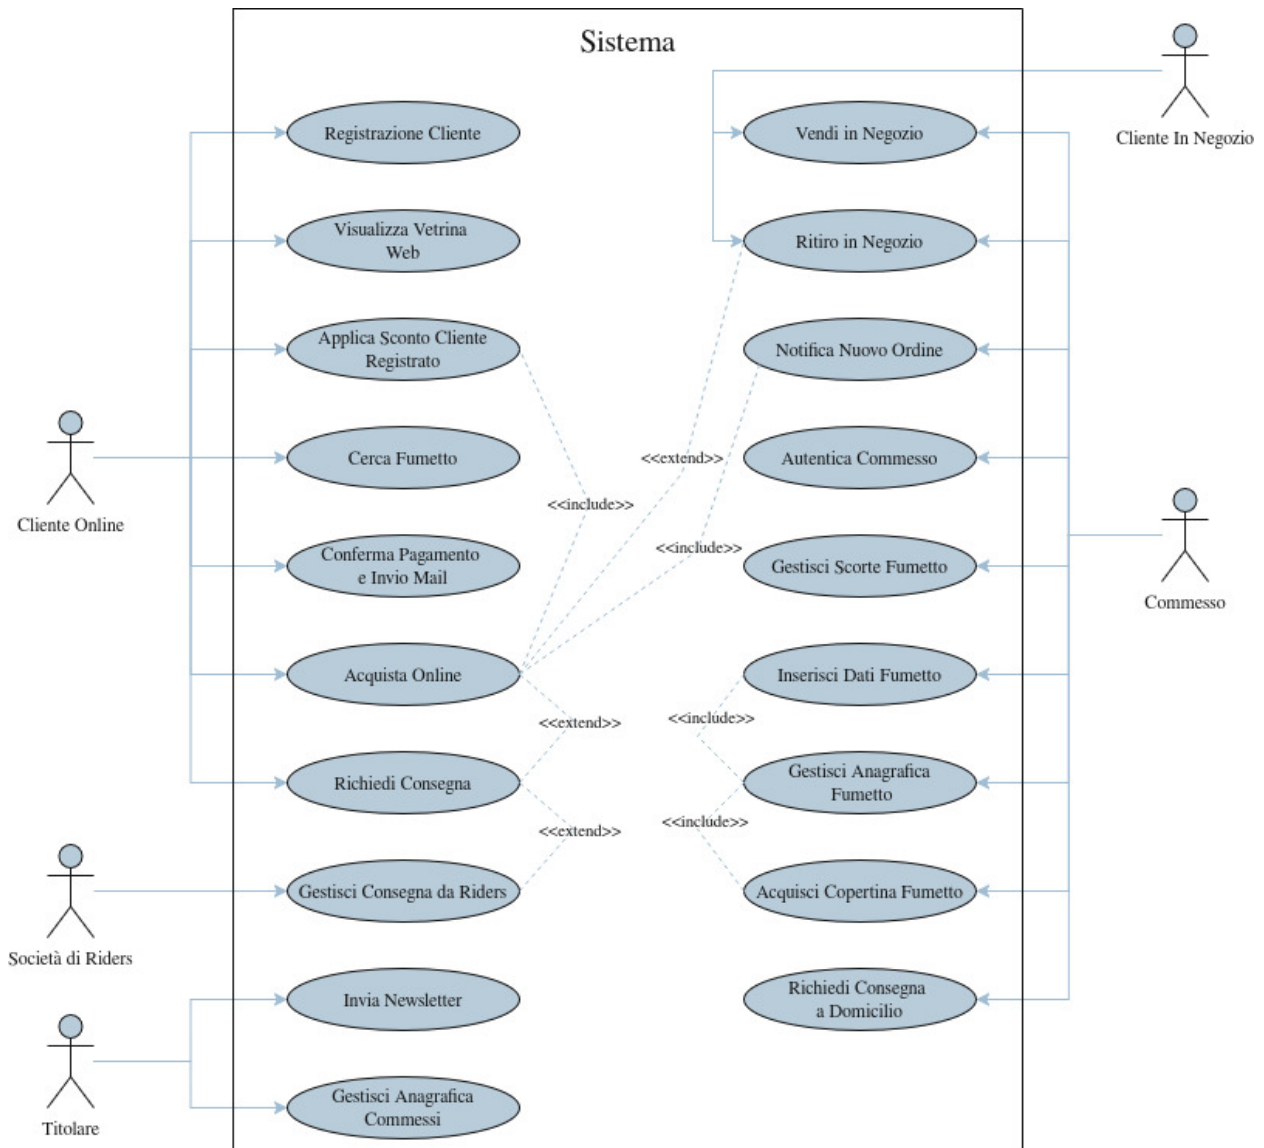 Sistema
Cliente In Negozio
Registrazione Cliente
Vendi in Negozio
Visualizza Vetrina
Web
Ritiro in Negozio
Applica Sconto Cliente
Registrato
Notifica Nuovo Ordine
Cerca Fumetto
<<extend>>
Autentica Commesso
Cliente Online
<<include>>
<<include>>
Conferma Pagamento
e Invio Mail
Gestisci Scorte Fumetto
Commesso
Acquista Online
Inserisci Dati Fumetto
<<extend>>
<<include>>
Richiedi Consegna
Gestisci Anagrafica
Fumetto
<<extend>>
<<include>>
Gestisci Consegna da Riders
Acquisci Copertina Fumetto
Società di Riders
Invia Newsletter
Richiedi Consegna
a Domicilio
Titolare
Gestisci Anagrafica
Commessi